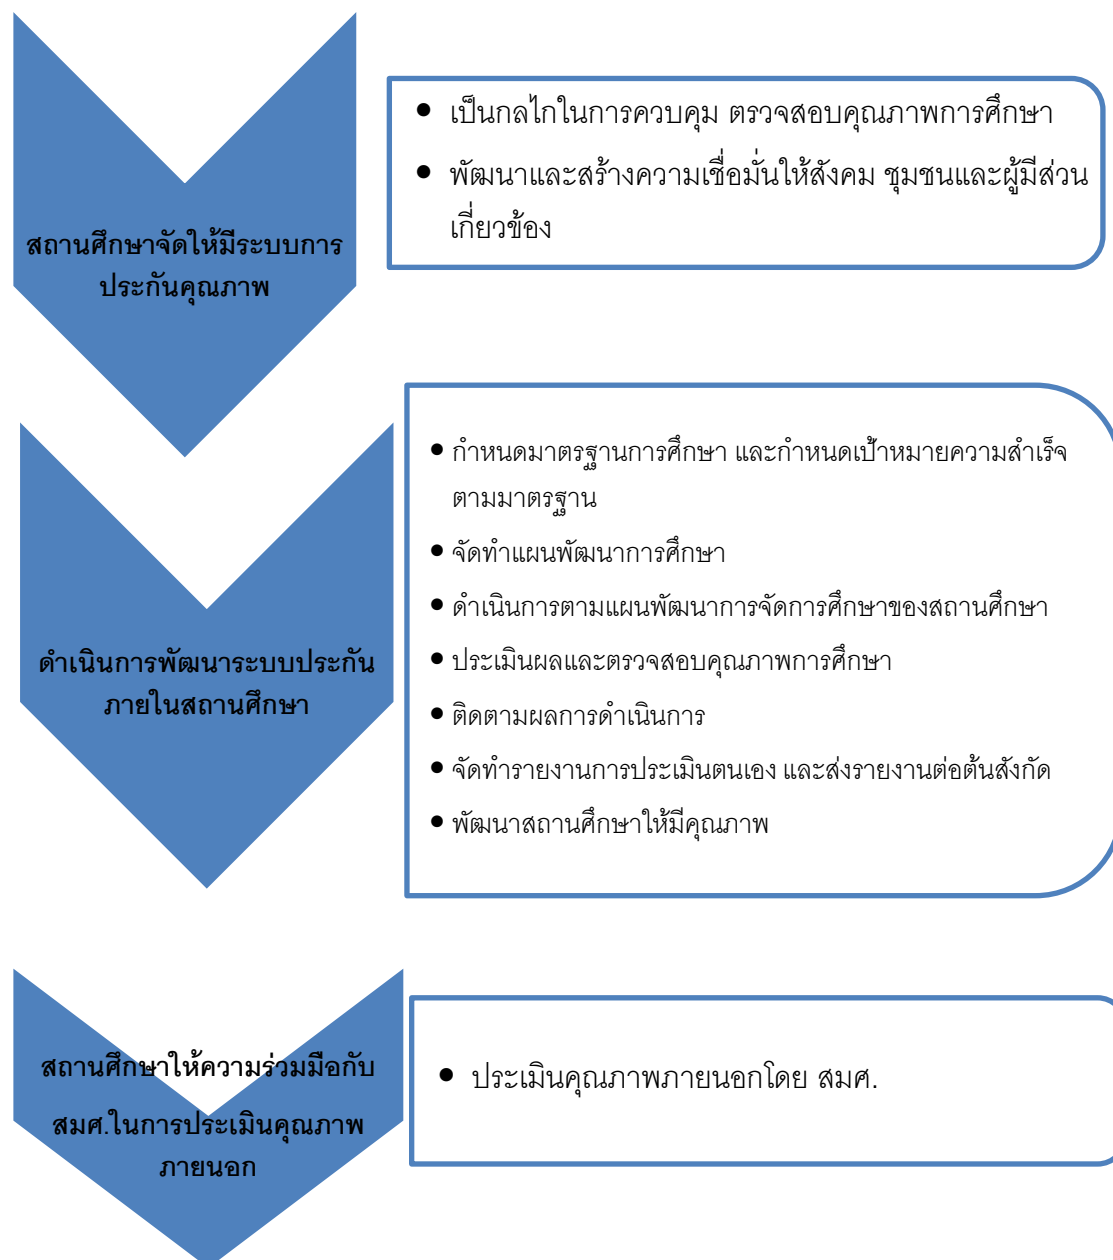 สถานศึกษาจัดให้มีระบบการ
ประกันคุณภาพ
● เป็นกลไกในการควบคุม ตรวจสอบคุณภาพการศึกษา
● พัฒนาและสร้างความเชื่อมั่นให้สังคม ชุมชนและผู้มีส่วน
เกี่ยวข้อง
ดำเนินการพัฒนาระบบประกัน
ภายในสถานศึกษา
● กำหนดมาตรฐานการศึกษา และกำหนดเป้าหมายความสำเร็จ
ตามมาตรฐาน
● จัดทำแผนพัฒนาการศึกษา
● ดำเนินการตามแผนพัฒนาการจัดการศึกษาของสถานศึกษา
● ประเมินผลและตรวจสอบคุณภาพการศึกษา
● ติดตามผลการดำเนินการ
● จัดทำรายงานการประเมินตนเอง และส่งรายงานต่อต้นสังกัด
● พัฒนาสถานศึกษาให้มีคุณภาพ
สถานศึกษาให้ความร่วมมือกับ
สมศ.ในการประเมินคุณภาพ
ภายนอก
● ประเมินคุณภาพภายนอกโดย สมศ.